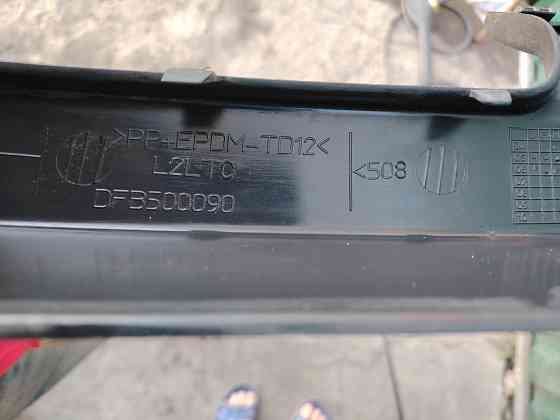 >PP+EPDM-TD12<
L2LTC
DFB500090
<508